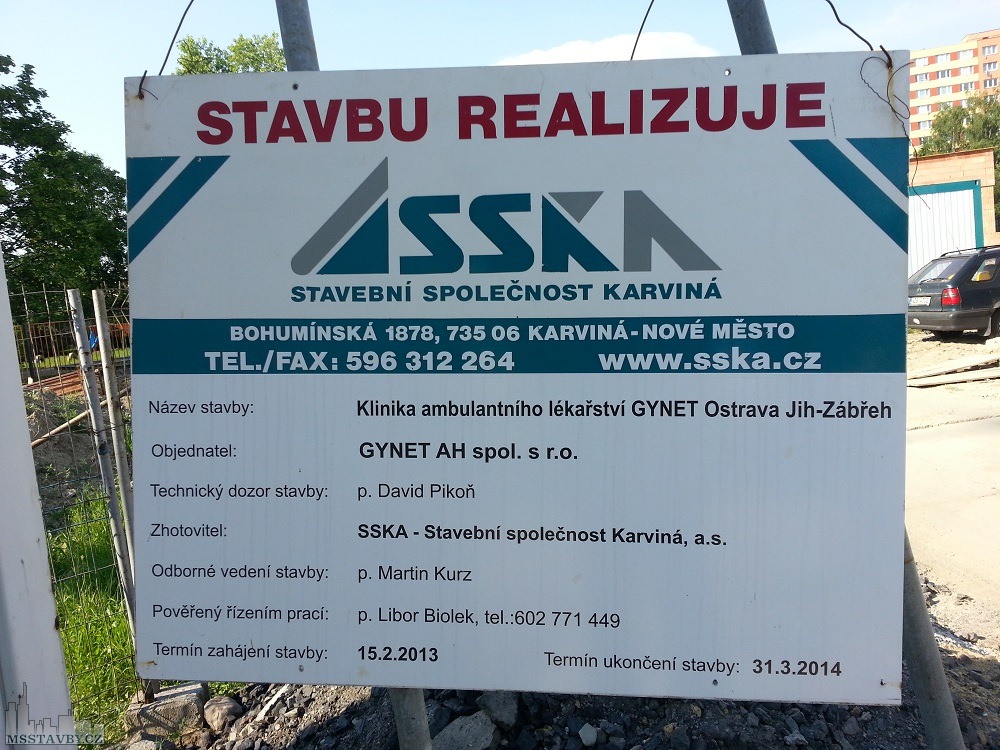 STAVBU REALIZUJE
SSKA
STAVEBNÍ SPOLEČNOST KARVINÁ
BOHUMÍNSKÁ 1878, 735 06 KARVINÁ-NOVÉ MĚSTO
TEL./FAX: 596 312 264 www.sska.cz
Název stavby: Klinika ambulantního lékařství GYNET Ostrava Jih-Zábřeh
Objednatel: GYNET AH spol. s r.o.
Technický dozor stavby: p. David Pikoň
Zhotovitel: SSKA - Stavební společnost Karviná, a.s.
Odborné vedení stavby: p. Martin Kurz
Pověřený řízením prací: p. Libor Biolek, tel.:602 771 449
Termín zahájení stavby: 15.2.2013 Termín ukončení stavby: 31.3.2014
MSSTAVBY.CZ